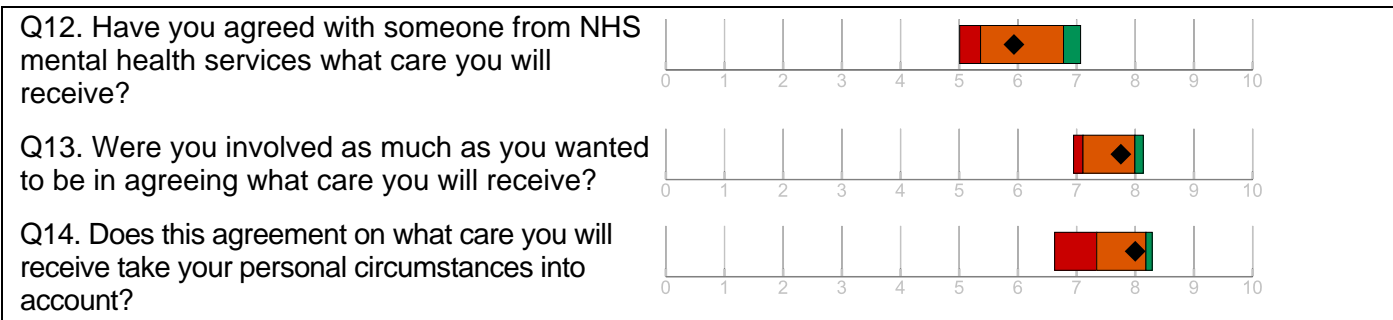 Q12. Have you agreed with someone from NHS
mental health services what care you will
receive?
0 1 2 3 4 5 6 7 8 9 10
Q13. Were you involved as much as you wanted
to be in agreeing what care you will receive?
0 1 2 3 4 5 6 7 8 9 10
Q14. Does this agreement on what care you will
receive take your personal circumstances into
account?
0 1 2 3 4 5 6 7 8 9 10